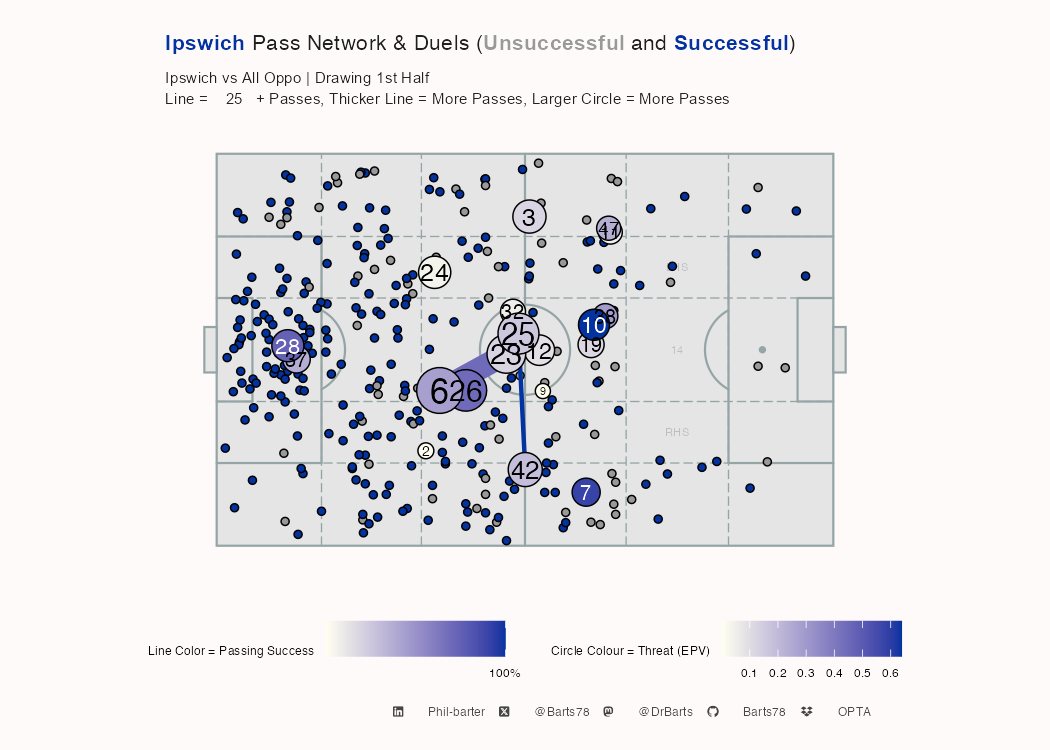 Ipswich Pass Network & Duels (Unsuccessful and Successful)
Ipswich vs All Oppo | Drawing 1st Half
Line = 25 + Passes, Thicker Line = More Passes, Larger Circle = More Passes
3
47
24
32
10
25
19
28
23
12
37
6
26
9
14
RHS
2
42
7
Line Color = Passing Success
100%
Circle Colour = Threat (EPV)
0.1 0.2 0.3 0.4 0.5 0.6
Phil-barter @Barts78 @DrBarts Barts78 OPTA